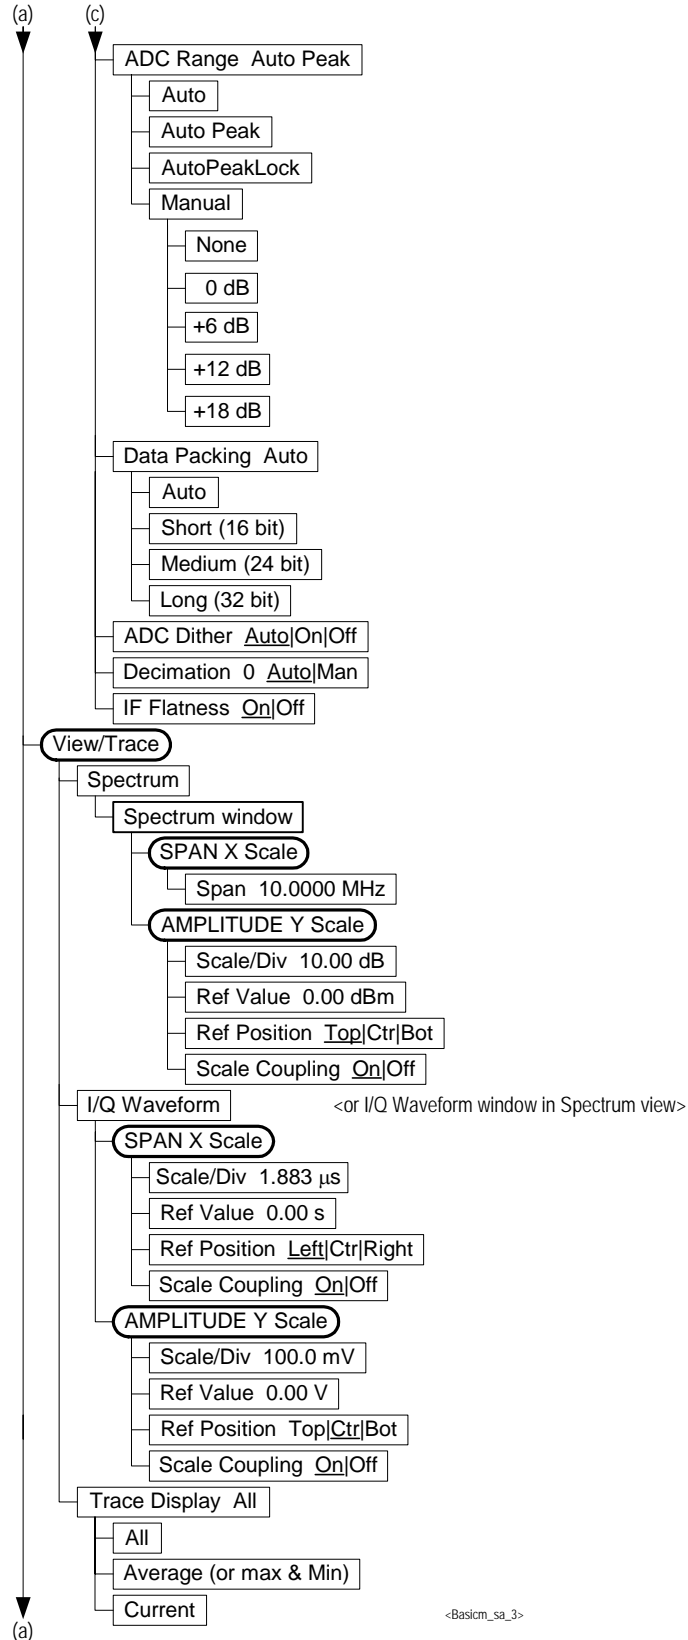 (a) (c)
ADC Range Auto Peak
Auto
Auto Peak
AutoPeakLock
Manual
None
0 dB
+6 dB
+12 dB
+18 dB
Data Packing Auto
Auto
Short (16 bit)
Medium (24 bit)
Long (32 bit)
ADC Dither Auto|On|Off
Decimation 0 Auto|Man
IF Flatness On|Off
View/Trace
Spectrum
Spectrum window
SPAN X Scale
Span 10.0000 MHz
AMPLITUDE Y Scale
Scale/Div 10.00 dB
Ref Value 0.00 dBm
Ref Position Top|Ctr|Bot
Scale Coupling On|Off
I/Q Waveform <or I/Q Waveform window in Spectrum view>
SPAN X Scale
Scale/Div 1.883 μs
Ref Value 0.00 s
Ref Position Left|Ctr|Right
Scale Coupling On|Off
AMPLITUDE Y Scale
Scale/Div 100.0 mV
Ref Value 0.00 V
Ref Position Top|Ctr|Bot
Scale Coupling On|Off
Trace Display All
All
Average (or max & Min)
Current <Basicm_sa_3>
(a)